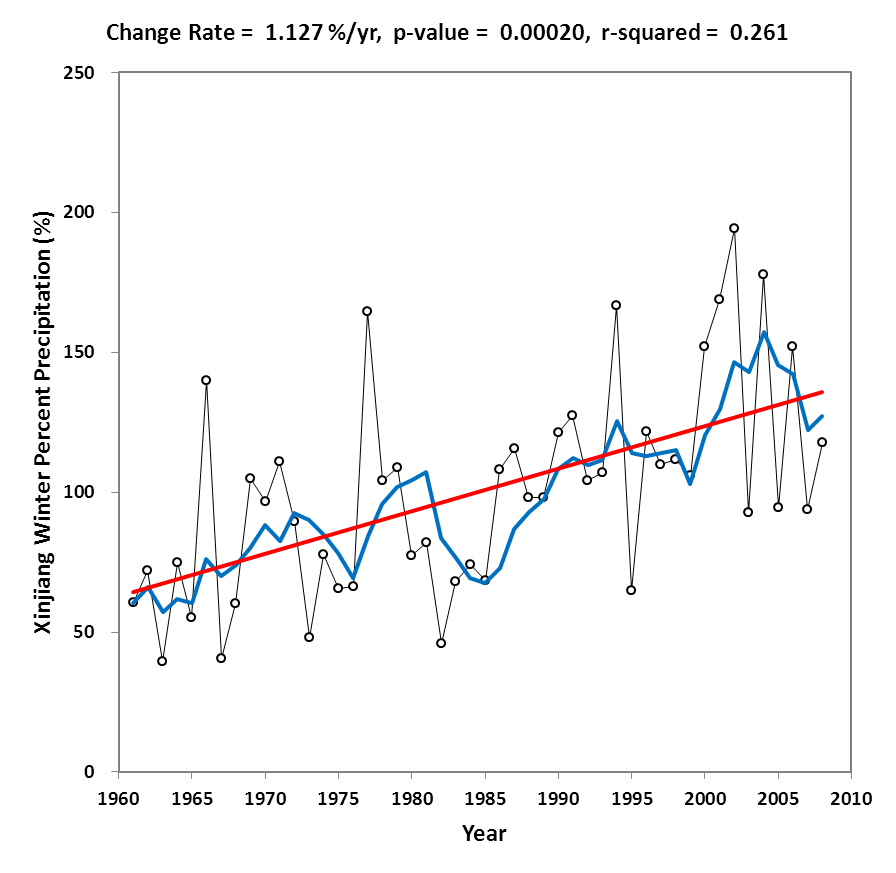 Change Rate = 1.127 %/yr, p-value = 0.00020, r-squared = 0.261
250
200
150
100
50
0
Xinjiang Winter Percent Precipitation (%)
1960 1965 1970 1975 1980 1985 1990 1995 2000 2005 2010
Year